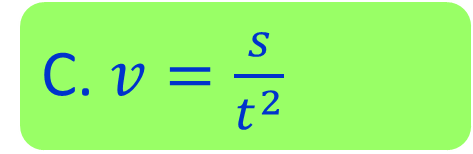 C. v = s/t²